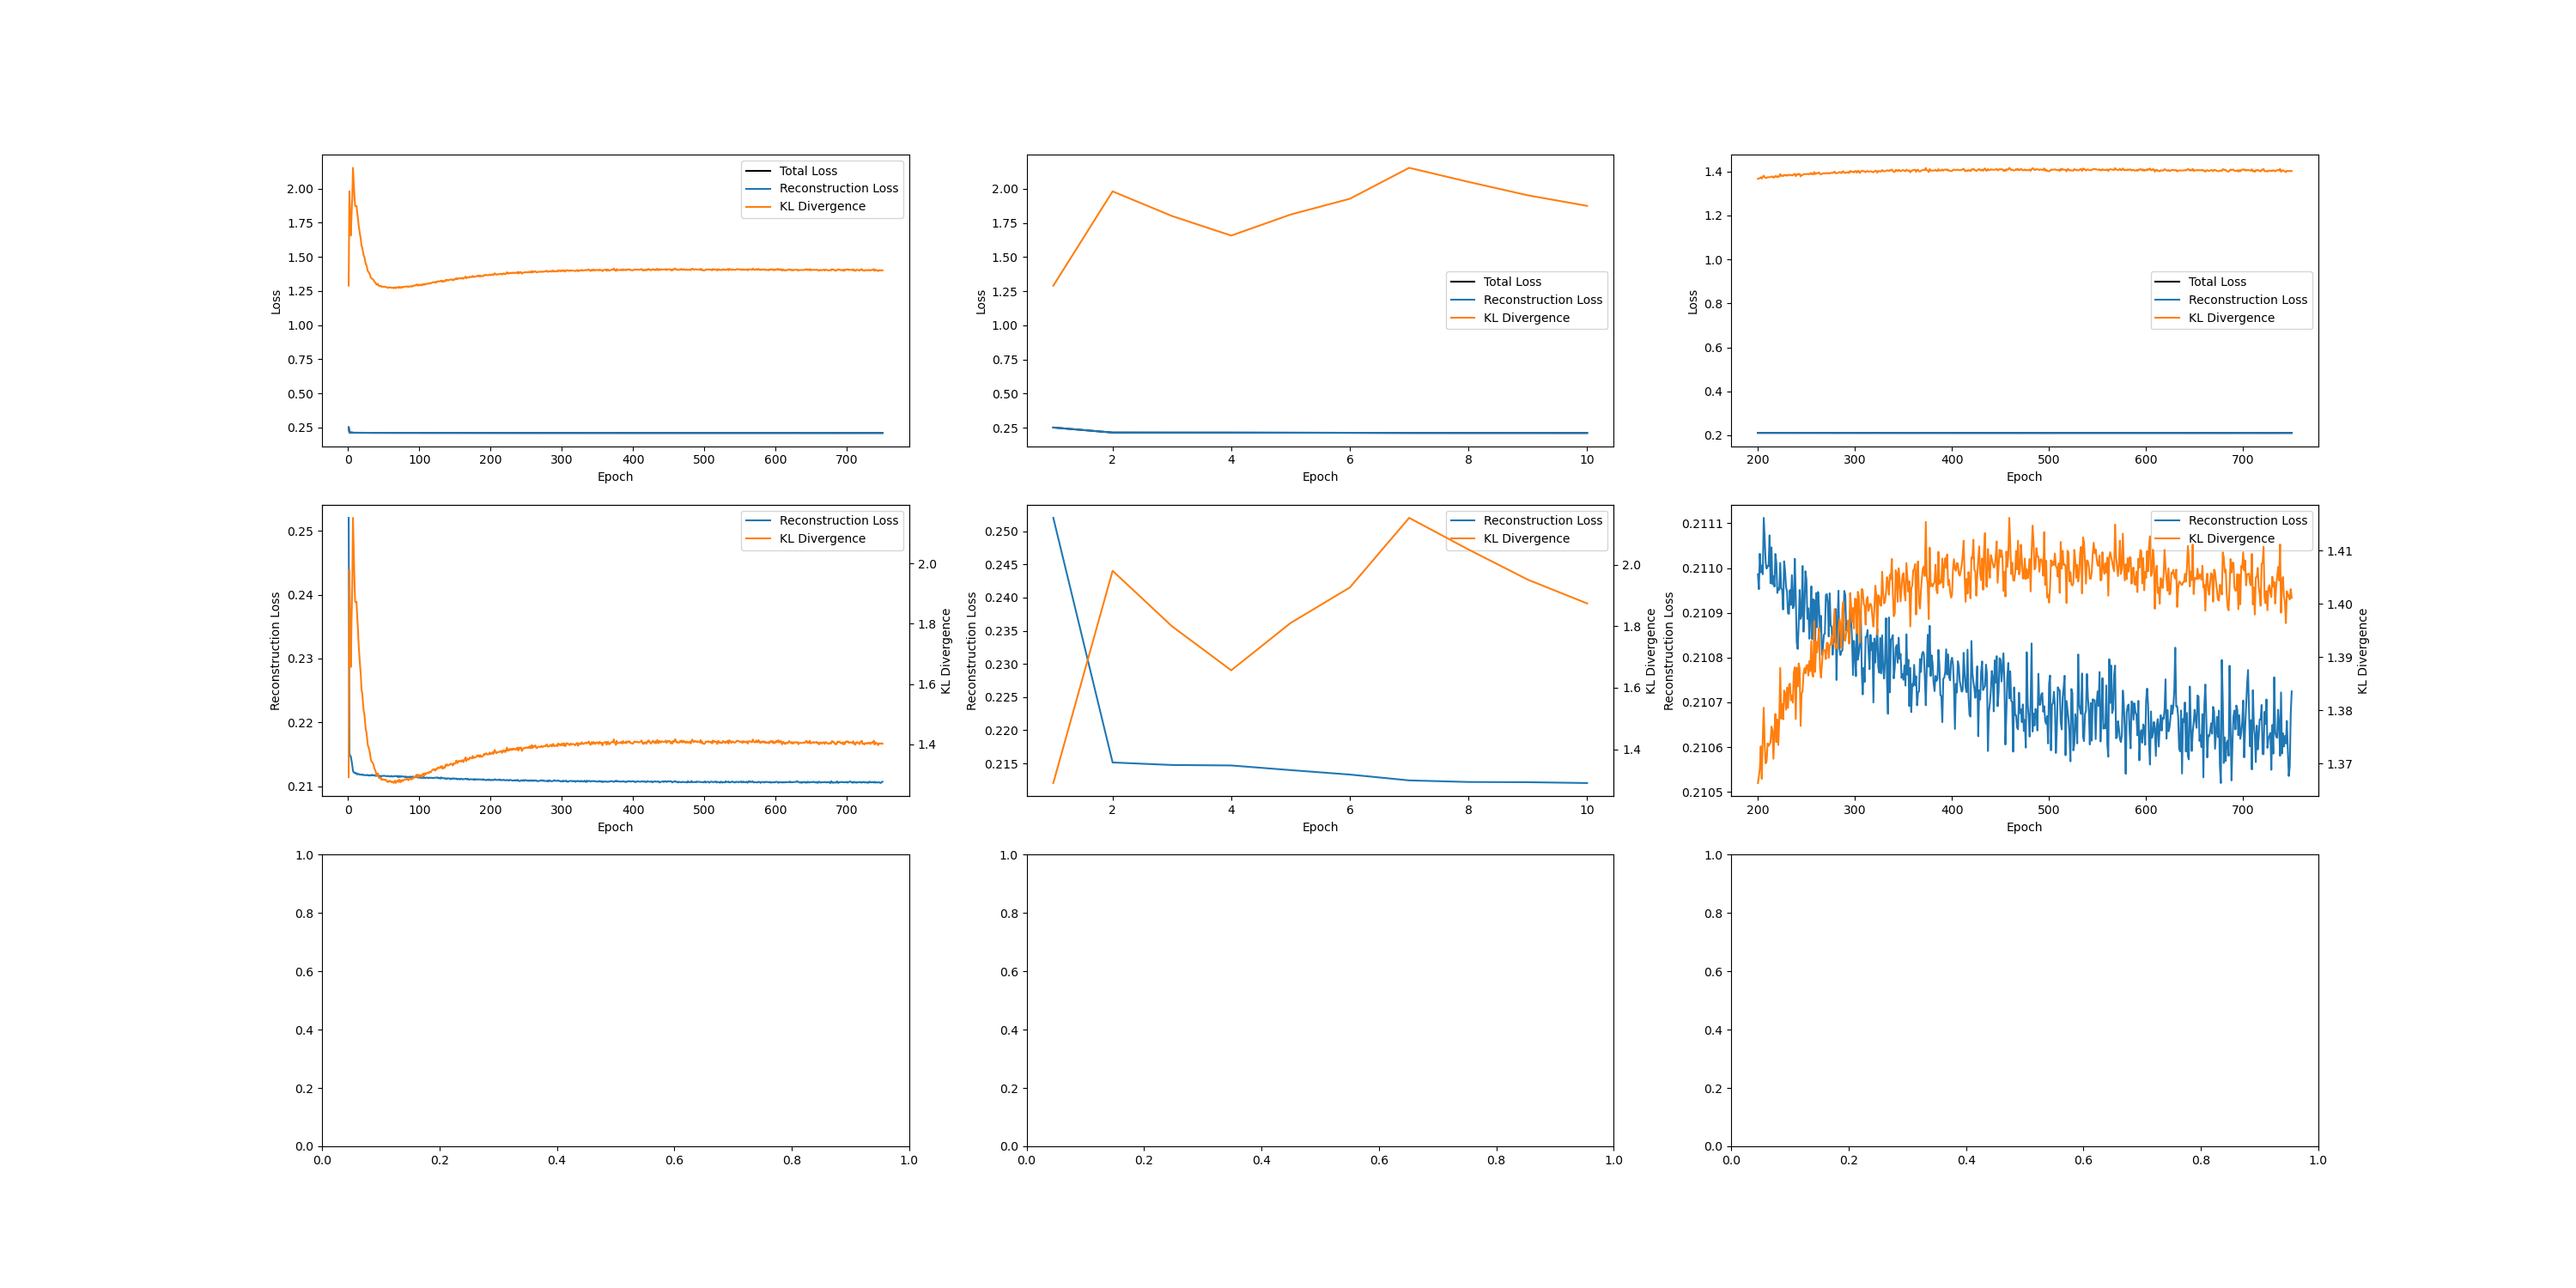 2.00
1.75
1.50
1.25
1.00
0.75
0.50
0.25
Loss
0 100 200 300 400 500 600 700
Epoch
Total Loss
Reconstruction Loss
KL Divergence
2.00
1.75
1.50
1.25
1.00
0.75
0.50
0.25
Loss
2 4 6 8 10
Epoch
Total Loss
Reconstruction Loss
KL Divergence
1.4
1.2
1.0
0.8
0.6
0.4
0.2
Loss
200 300 400 500 600 700
Epoch
Total Loss
Reconstruction Loss
KL Divergence
0.25
0.24
0.23
0.22
0.21
Reconstruction Loss
0 100 200 300 400 500 600 700
Epoch
Reconstruction Loss
KL Divergence
2.0
1.8
1.6
1.4
KL Divergence
0.250
0.245
0.240
0.235
0.230
0.225
0.220
0.215
Reconstruction Loss
2 4 6 8 10
Epoch
Reconstruction Loss
KL Divergence
2.0
1.8
1.6
1.4
KL Divergence
0.2111
0.2110
0.2109
0.2108
0.2107
0.2106
0.2105
Reconstruction Loss
200 300 400 500 600 700
Epoch
Reconstruction Loss
KL Divergence
1.41
1.40
1.39
1.38
1.37
KL Divergence
1.0
0.8
0.6
0.4
0.2
0.0
0.0 0.2 0.4 0.6 0.8 1.0
1.0
0.8
0.6
0.4
0.2
0.0
0.0 0.2 0.4 0.6 0.8 1.0
1.0
0.8
0.6
0.4
0.2
0.0
0.0 0.2 0.4 0.6 0.8 1.0